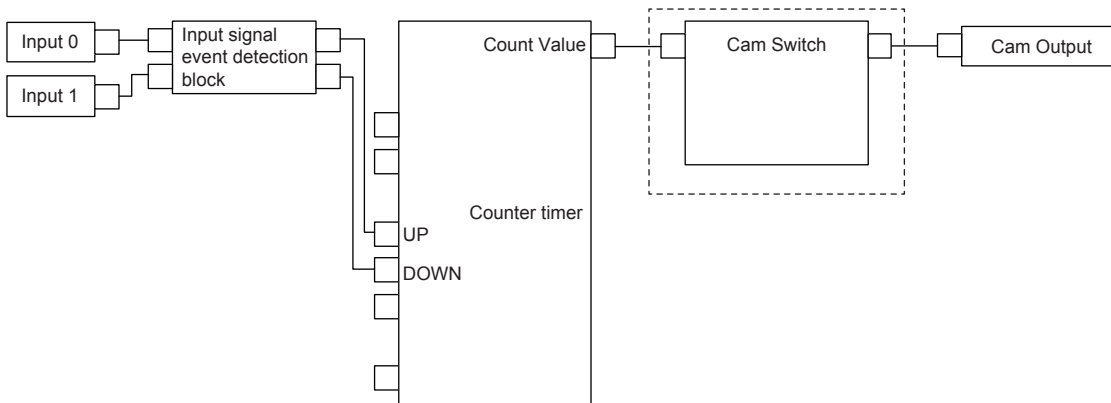 Input 0
Input 1
Input signal
event detection
block
Count Value
Counter timer
UP
DOWN
Cam Switch
Cam Output